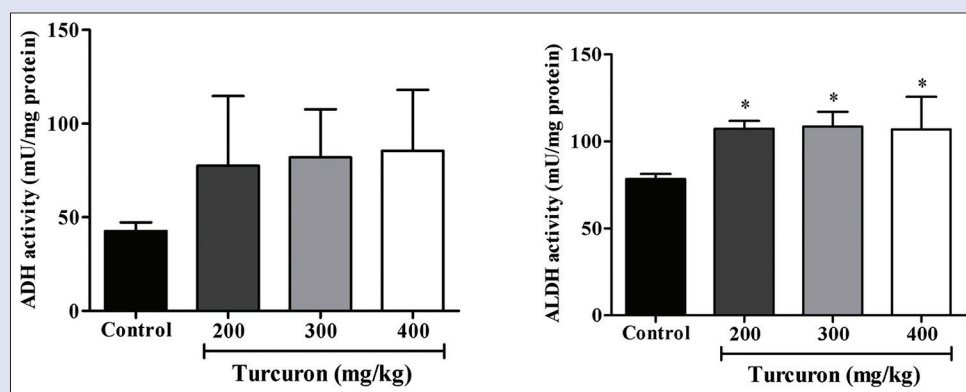 ADH activity (mU/mg protein)
150
100
50
0
Control
200
300
400
Turcuron (mg/kg)
ALDH activity (mU/mg protein)
150
100
50
0
*
*
*
Control
200
300
400
Turcuron (mg/kg)